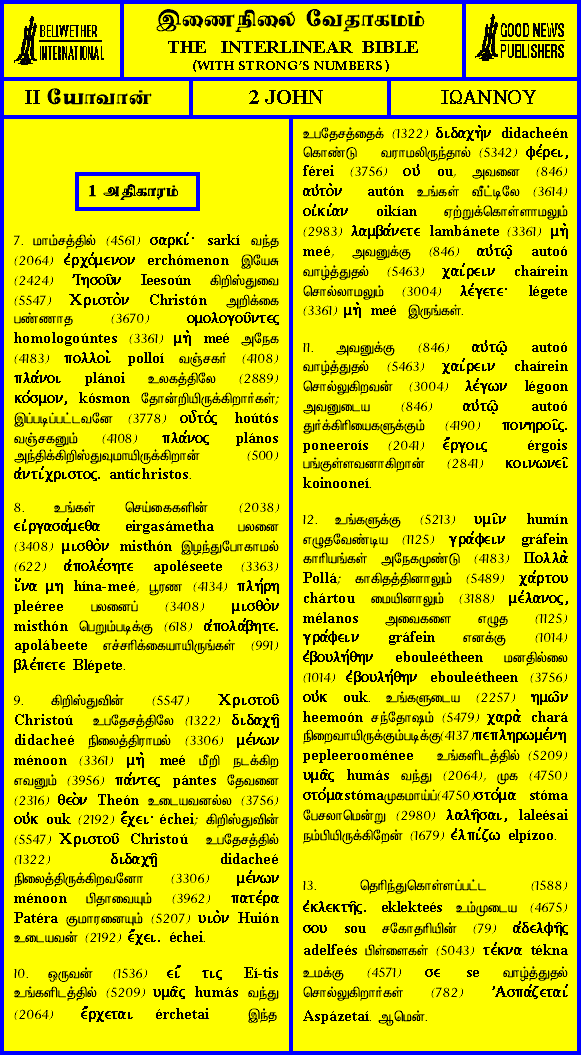 BELLWETHER
INTERNATIONAL
இணைநிலை வேதாகமம்
THE INTERLINEAR BIBLE
(WITH STRONG'S NUMBERS )
GOOD NEWS
PUBLISHERS
II யோவான்
2 JOHN
ΙΩΑΝΝΟΥ
1 அதிகாரம்
7. மாம்சத்தில் (4561) σαρκί· sarkí வந்த
(2064) ἐρχόμενον erchómenon இயேசு
(2424) Ἰησοῦν Ieesoún கிறிஸ்துவை
(5547) Χριστὸν Christón அறிக்கை
பண்ணாத (3670) ομολογοῦντες
homologoúntes (3361) μὴ meé அநேக
(4183) πολλοὶ polloí வஞ்சகர் (4108)
πλάνοι plánoi உலகத்திலே (2889)
κόσμον, kósmon தோன்றியிருக்கிறார்கள்;
இப்படிப்பட்டவனே (3778) οὗτός hoútós
வஞ்சகனும் (4108) πλάνος plános
அந்திக்கிறிஸ்துவுமாயிருக்கிறான் (500)
ἀντίχριστος. antíchristos.
8. உங்கள் செய்கைகளின் (2038)
εἰργασάμεθα eirgasámetha பலனை
(3408) μισθὸν misthón இழந்துபோகாமல்
(622) ἀπολέσητε apoléseete (3363)
ἵνα μη hína-meé, பூரண (4134) πλήρη
pleéree பலனைப் (3408) μισθὸν
misthón பெறும்படிக்கு (618) ἀπολάβητε.
apolábeete எச்சரிக்கையாயிருங்கள் (991)
βλέπετε Blépete.
9. கிறிஸ்துவின் (5547) Χριστοῦ
Christoú உபதேசத்திலே (1322) διδαχῇ
didacheé நிலைத்திராமல் (3306) μένων
ménoon (3361) μὴ meé மீறி நடக்கிற
எவனும் (3956) πάντες pántes தேவனை
(2316) θεὸν Theón உடையவனல்ல (3756)
οὐκ ouk (2192) ἔχει· échei; கிறிஸ்துவின்
(5547) Χριστοῦ Christoú உபதேசத்தில்
(1322) διδαχῇ didacheé
நிலைத்திருக்கிறவனோ (3306) μένων
ménoon பிதாவையும் (3962) πατέρα
Patéra குமாரனையும் (5207) υιὸν Huión
உடையவன் (2192) ἔχει. échei.
10. ஒருவன் (1536) εἴ τις Eí-tis
உங்களிடத்தில் (5209) υμᾶς humás வந்து
(2064) ἔρχεται érchetai இந்த
உபதேசத்தைக் (1322) διδαχὴν didacheén
கொண்டு வராமலிருந்தால் (5342) φέρει,
férei (3756) οὐ ou, அவனை (846)
αὐτὸν autón உங்கள் வீட்டிலே (3614)
οἰκίαν oikían ஏற்றுக்கொள்ளாமலும்
(2983) λαμβάνετε lambánete (3361) μὴ
meé, அவனுக்கு (846) αὐτῷ autoó
வாழ்த்துதல் (5463) χαίρειν chaírein
சொல்லாமலும் (3004) λέγετε· légete
(3361) μὴ meé இருங்கள்.
11. அவனுக்கு (846) αὐτῷ autoó
வாழ்த்துதல் (5463) χαίρειν chaírein
சொல்லுகிறவன் (3004) λέγων légoon
அவனுடைய (846) αὐτῷ autoó
துர்க்கிரியைகளுக்கும் (4190) πονηροῖς.
poneeroís (2041) ἔργοις érgois
பங்குள்ளவனாகிறான் (2841) κοινωνεῖ
koinooneí.
12. உங்களுக்கு (5213) υμῖν humín
எழுதவேண்டிய (1125) γράφειν gráfein
காரியங்கள் அநேகமுண்டு (4183) Πολλὰ
Pollá; காகிதத்தினாலும் (5489) χάρτου
chártou மையினாலும் (3188) μέλανος,
mélanos அவைகளை எழுத (1125)
γράφειν gráfein எனக்கு (1014)
ἐβουλήθην ebouleétheen மனதில்லை
(1014) ἐβουλήθην ebouleétheen (3756)
οὐκ ouk. உங்களுடைய (2257) ημῶν
heemoón சந்தோஷம் (5479) χαρὰ chará
நிறைவாயிருக்கும்படிக்கு(4137)πεπληρωμένη
pepleerooménee உங்களிடத்தில் (5209)
υμᾶς humás வந்து (2064), முக (4750)
στόμαstómaமுகமாய்ப்(4750)στόμα stóma
பேசலாமென்று (2980) λαλῆσαι, laleésai
நம்பியிருக்கிறேன் (1679) ἐλπίζω elpízoo.
13. தெரிந்துகொள்ளப்பட்ட (1588)
ἐκλεκτῆς. eklekteés உம்முடைய (4675)
σου sou சகோதரியின் (79) ἀδελφῆς
adelfeés பிள்ளைகள் (5043) τέκνα tékna
உமக்கு (4571) σε se வாழ்த்துதல்
சொல்லுகிறார்கள் (782) Ἀσπάζεταί
Aspázetaí. ஆமென்.